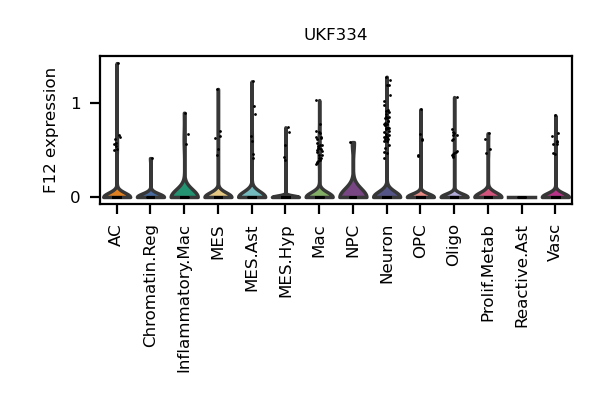 UKF334
F12 expression
1
0
AC
Chromatin.Reg
Inflammatory.Mac
MES
MES.Ast
MES.Hyp
Mac
NPC
Neuron
OPC
Oligo
Prolif.Metab
Reactive.Ast
Vasc